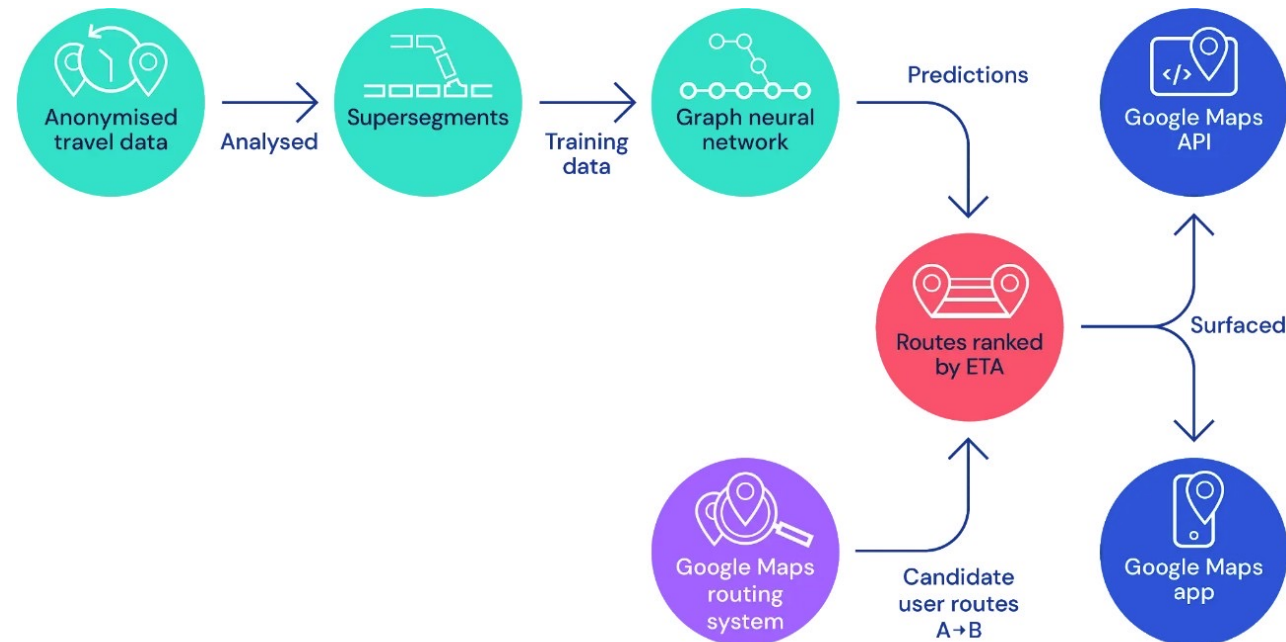 Anonymised
travel data
Analysed
Supersegments
Training
data
Graph neural
network
Predictions
Google Maps
API
Routes ranked
by ETA
Surfaced
Google Maps
routing
system
Candidate
user routes
A→B
Google Maps
app
</>